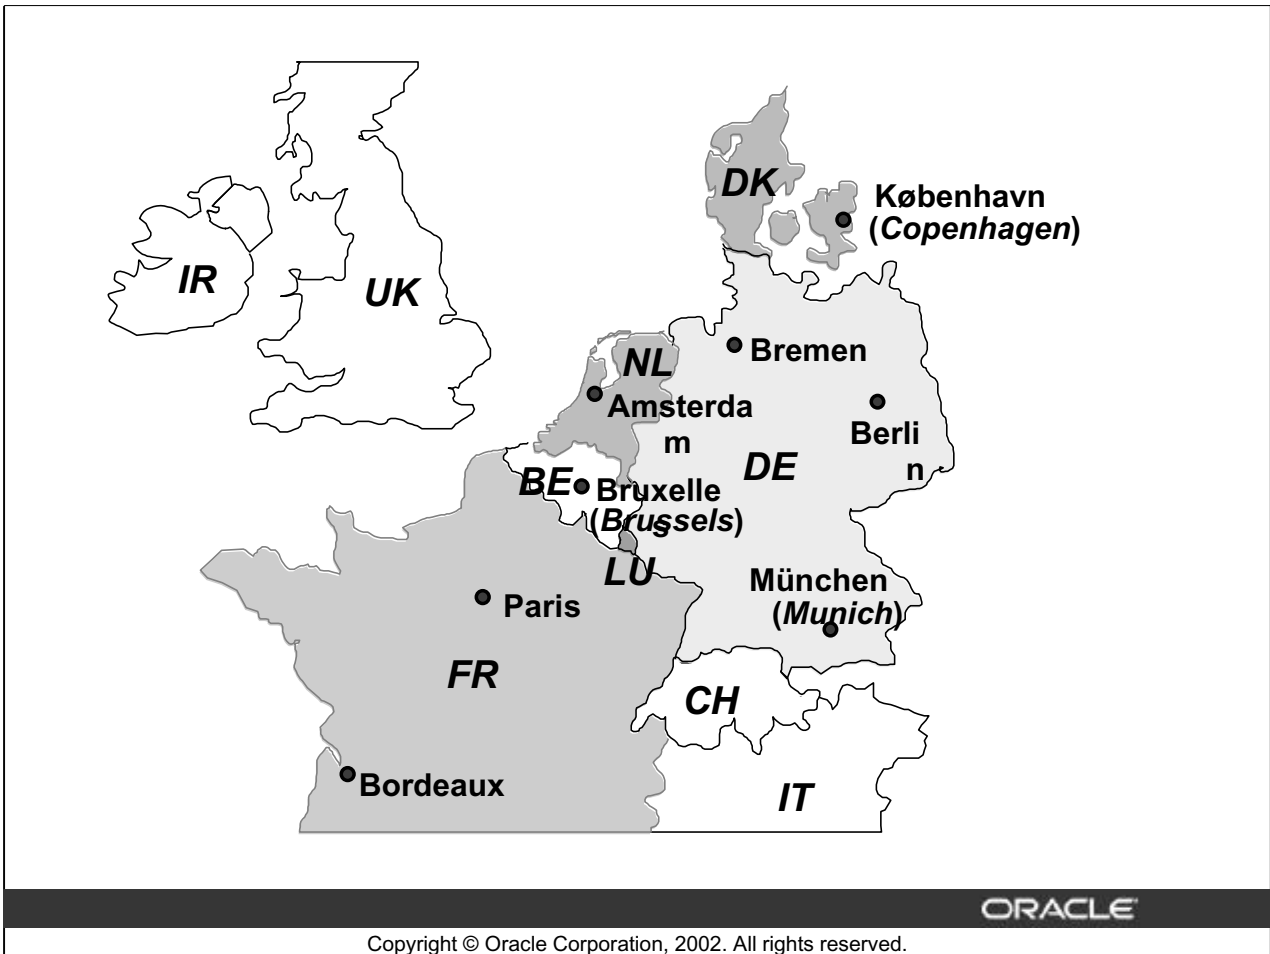 DK
København
(Copenhagen)
IR
UK
NL
Bremen
Amsterda
m
Berli
n
DE
BE
Bruxelle
s
(Brussels)
LU
München
(Munich)
Paris
FR
CH
Bordeaux
IT
ORACLE
Copyright © Oracle Corporation, 2002. All rights reserved.